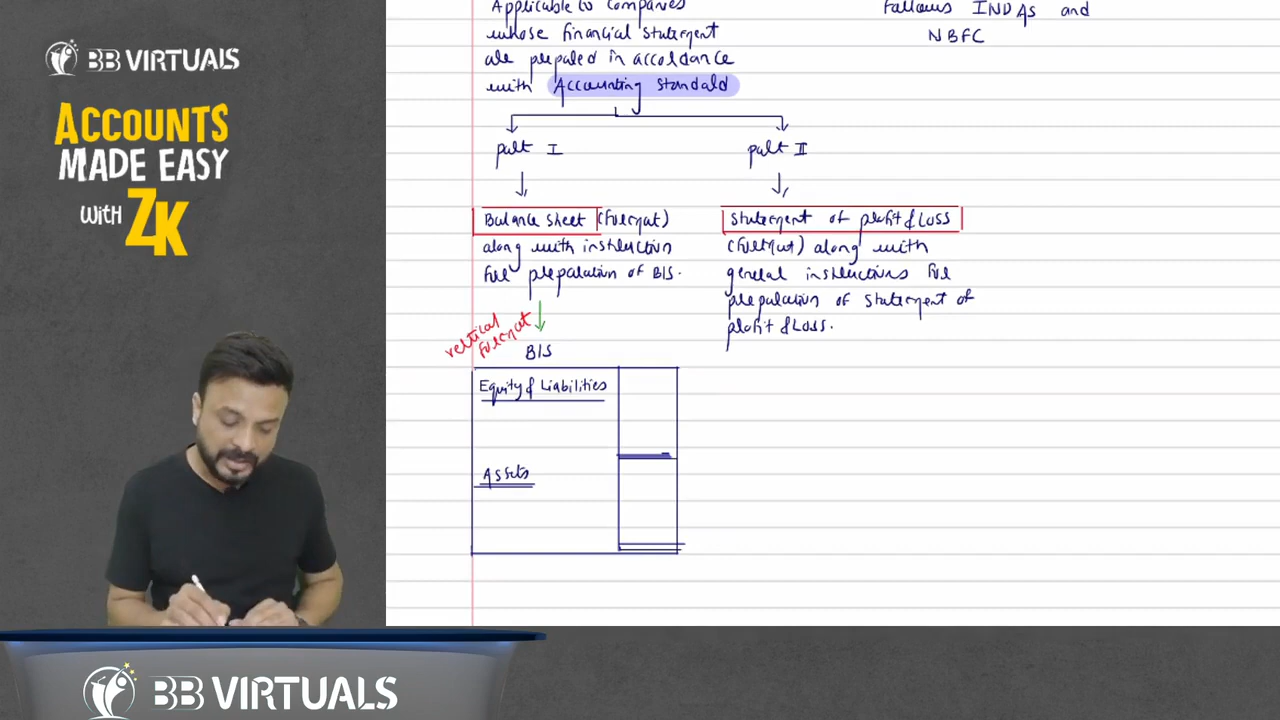 BB VIRTUALS
ACCOUNTS
MADE EASY
WITH ZK
Applicable to Companies
whose financial statement
are prepared in accordance
with Accounting Standard
follows INDAS and
NBFC
part I
part II
Balance Sheet (format)
along with instruction
for preparation of B/S.
Statement of profit & Loss
(format) along with
general instructions for
preparation of statement of
profit & Loss.
vertical
format
B/S
Equity & Liabilities
Assets
BB VIRTUALS